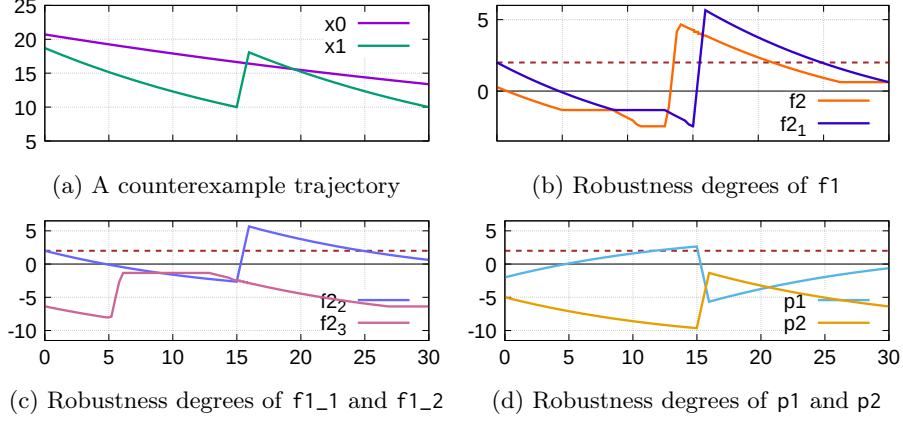 25
20
15
10
5
x0
x1
5
0
f2
f2₁
(a) A counterexample trajectory
(b) Robustness degrees of f1
5
0
-5
-10
f2₂
f2₃
0 5 10 15 20 25 30
5
0
-5
-10
p1
p2
0 5 10 15 20 25 30
(c) Robustness degrees of f1_1 and f1_2
(d) Robustness degrees of p1 and p2